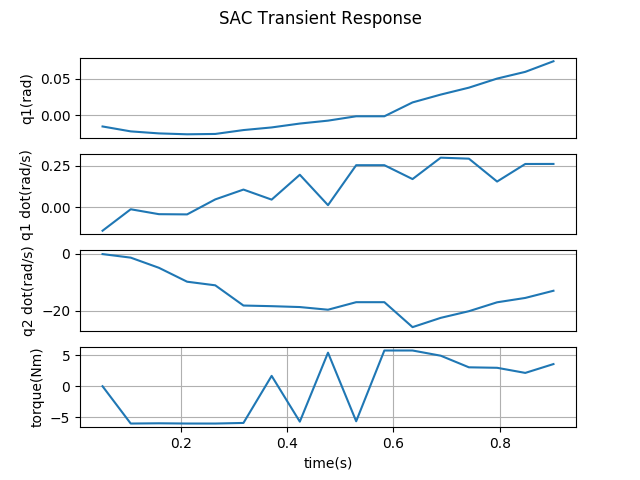 SAC Transient Response
q1(rad)
0.05
0.00
q1 dot(rad/s)
0.25
0.00
q2 dot(rad/s)
0
−20
torque(Nm)
5
0
−5
0.2 0.4 0.6 0.8
time(s)